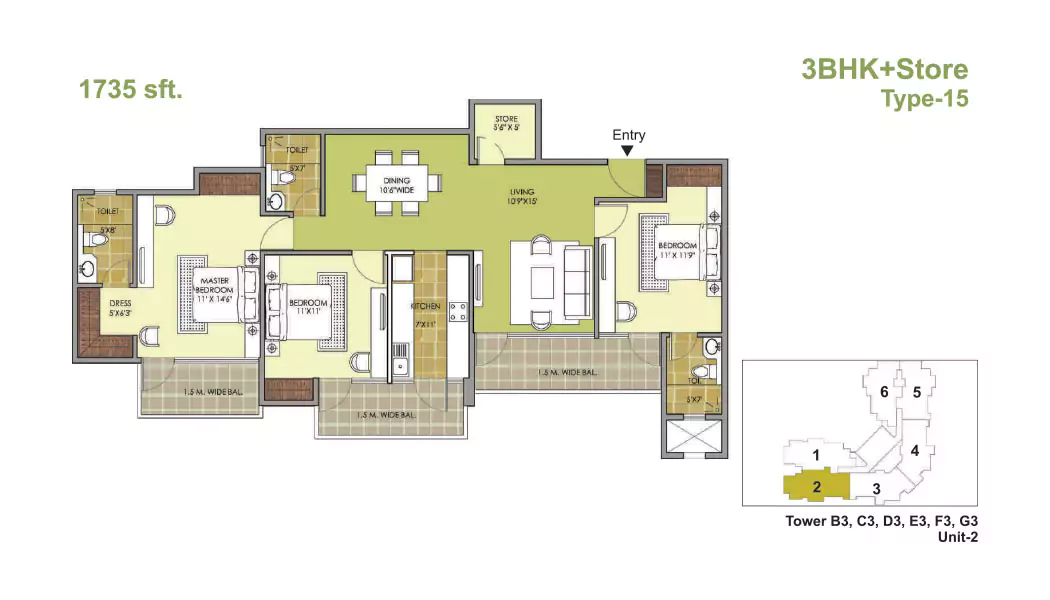 3BHK+Store
Type-15
1735 sft.
STORE
5'6" X 5'
Entry
TOILET
5'X7'
DINING
10'6"WIDE
LIVING
10'9"X15'
TOILET
5'X8'
BEDROOM
11' X 11'9"
MASTER
BEDROOM
11' X 14'6"
DRESS
5'X6'3"
BEDROOM
11'X11'
KITCHEN
7'X11'
1.5 M. WIDE BAL.
1.5 M. WIDE BAL.
1.5 M. WIDE BAL.
TOI.
5'X7'
6
5
4
1
2
3
Tower B3, C3, D3, E3, F3, G3
Unit-2